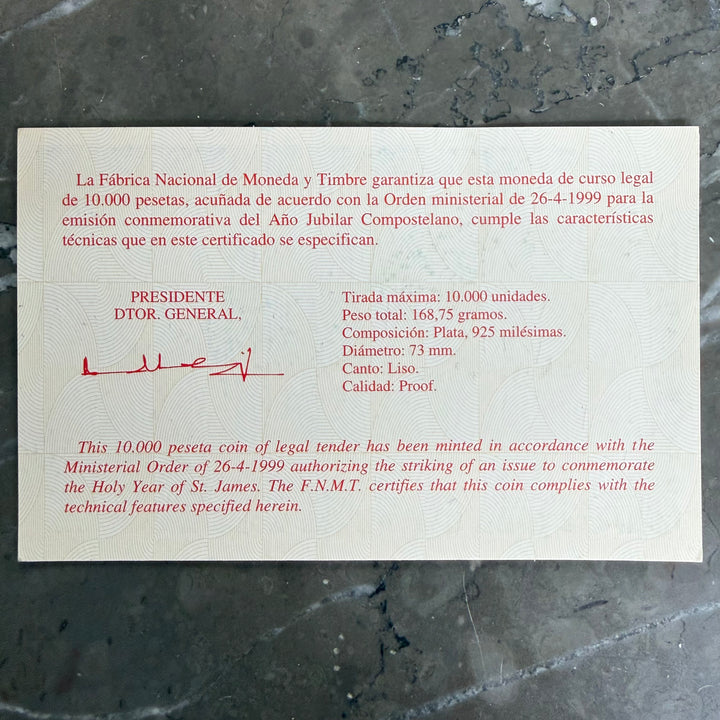 La Fábrica Nacional de Moneda y Timbre garantiza que esta moneda de curso legal
de 10.000 pesetas, acuñada de acuerdo con la Orden ministerial de 26-4-1999 para la
emisión conmemorativa del Año Jubilar Compostelano, cumple las características
técnicas que en este certificado se especifican.
PRESIDENTE
DTOR. GENERAL,
Tirada máxima: 10.000 unidades.
Peso total: 168,75 gramos.
Composición: Plata, 925 milésimas.
Diámetro: 73 mm.
Canto: Liso.
Calidad: Proof.
This 10.000 peseta coin of legal tender has been minted in accordance with the
Ministerial Order of 26-4-1999 authorizing the striking of an issue to conmemorate
the Holy Year of St. James. The F.N.M.T. certifies that this coin complies with the
technical features specified herein.